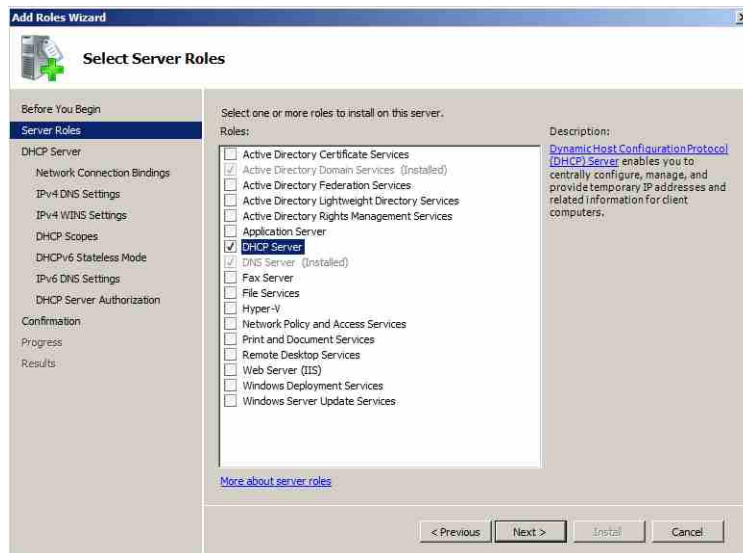 Add Roles Wizard
Select Server Roles
Before You Begin
Server Roles
DHCP Server
Network Connection Bindings
IPv4 DNS Settings
IPv4 WINS Settings
DHCP Scopes
DHCPv6 Stateless Mode
IPv6 DNS Settings
DHCP Server Authorization
Confirmation
Progress
Results
Select one or more roles to install on this server.
Roles:
Active Directory Certificate Services
Active Directory Domain Services (Installed)
Active Directory Federation Services
Active Directory Lightweight Directory Services
Active Directory Rights Management Services
Application Server
DHCP Server
DNS Server (Installed)
Fax Server
File Services
Hyper-V
Network Policy and Access Services
Print and Document Services
Remote Desktop Services
Web Server (IIS)
Windows Deployment Services
Windows Server Update Services
More about server roles
Description:
Dynamic Host Configuration Protocol
(DHCP) Server enables you to
centrally configure, manage, and
provide temporary IP addresses and
related information for client
computers.
< Previous
Next >
Install
Cancel